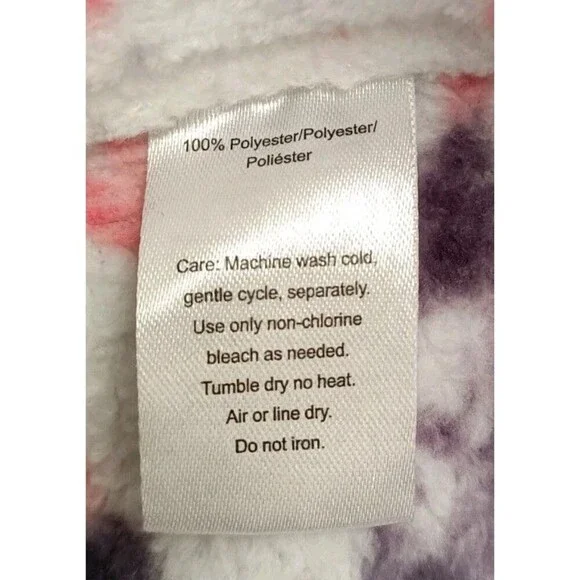 100% Polyester/Polyester/
Poliéster
Care: Machine wash cold,
gentle cycle, separately.
Use only non-chlorine
bleach as needed.
Tumble dry no heat.
Air or line dry.
Do not iron.